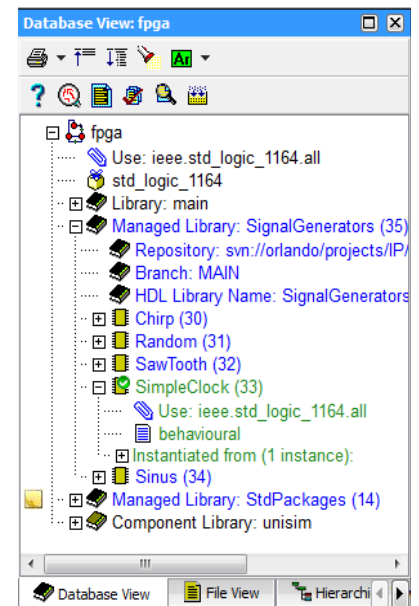 Database View: fpga
Ar
fpga
Use: ieee.std_logic_1164.all
std_logic_1164
Library: main
Managed Library: SignalGenerators (35)
Repository: svn://orlando/projects/IP/
Branch: MAIN
HDL Library Name: SignalGenerators
Chirp (30)
Random (31)
SawTooth (32)
SimpleClock (33)
Use: ieee.std_logic_1164.all
behavioural
Instantiated from (1 instance):
Sinus (34)
Managed Library: StdPackages (14)
Component Library: unisim
Database View File View Hierarchi